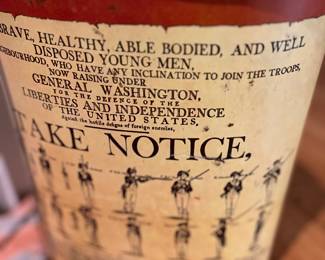 BRAVE, HEALTHY, ABLE BODIED, AND WELL
DISPOSED YOUNG MEN,
GHBOURHOOD, WHO HAVE ANY INCLINATION TO JOIN THE TROOPS,
NOW RAISING UNDER
GENERAL WASHINGTON,
FOR THE DEFENCE OF THE
LIBERTIES AND INDEPENDENCE
OF THE UNITED STATES,
Against the hostile designs of foreign enemies,
TAKE NOTICE,